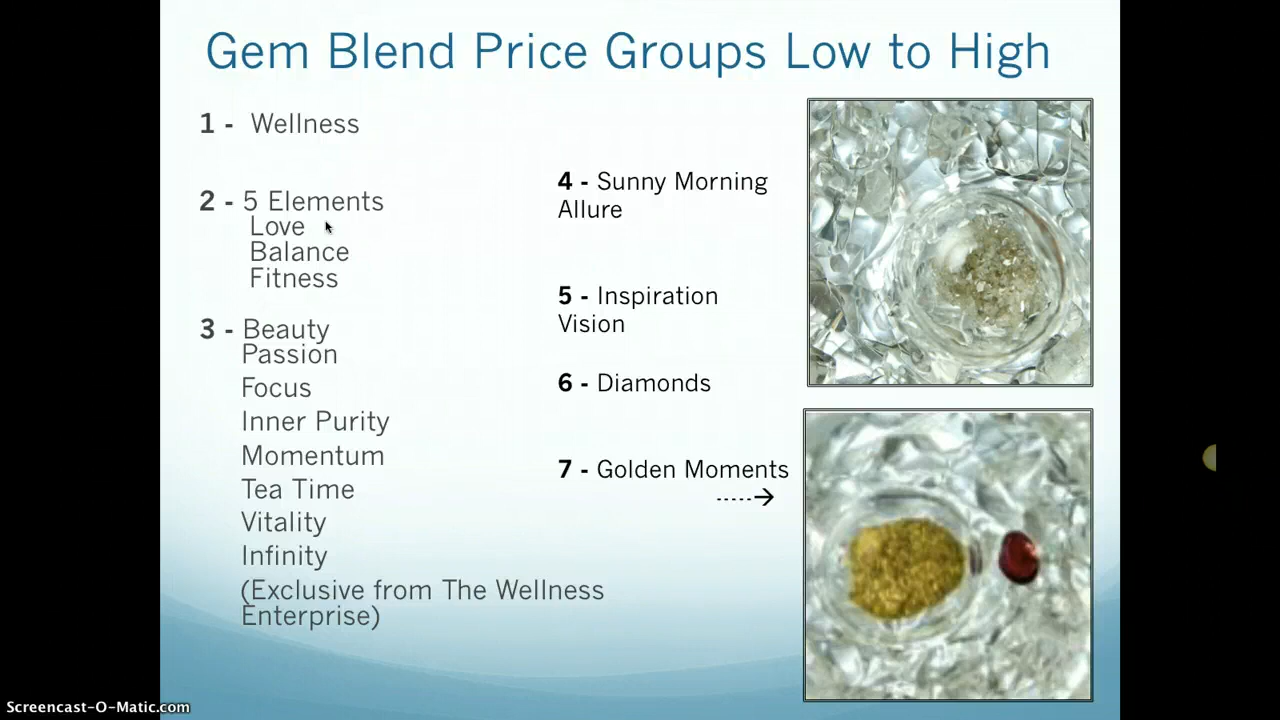 Gem Blend Price Groups Low to High
1 - Wellness
2 - 5 Elements
Love
Balance
Fitness
3 - Beauty
Passion
Focus
Inner Purity
Momentum
Tea Time
Vitality
Infinity
(Exclusive from The Wellness
Enterprise)
4 - Sunny Morning
Allure
5 - Inspiration
Vision
6 - Diamonds
7 - Golden Moments
Screencast-O-Matic.com